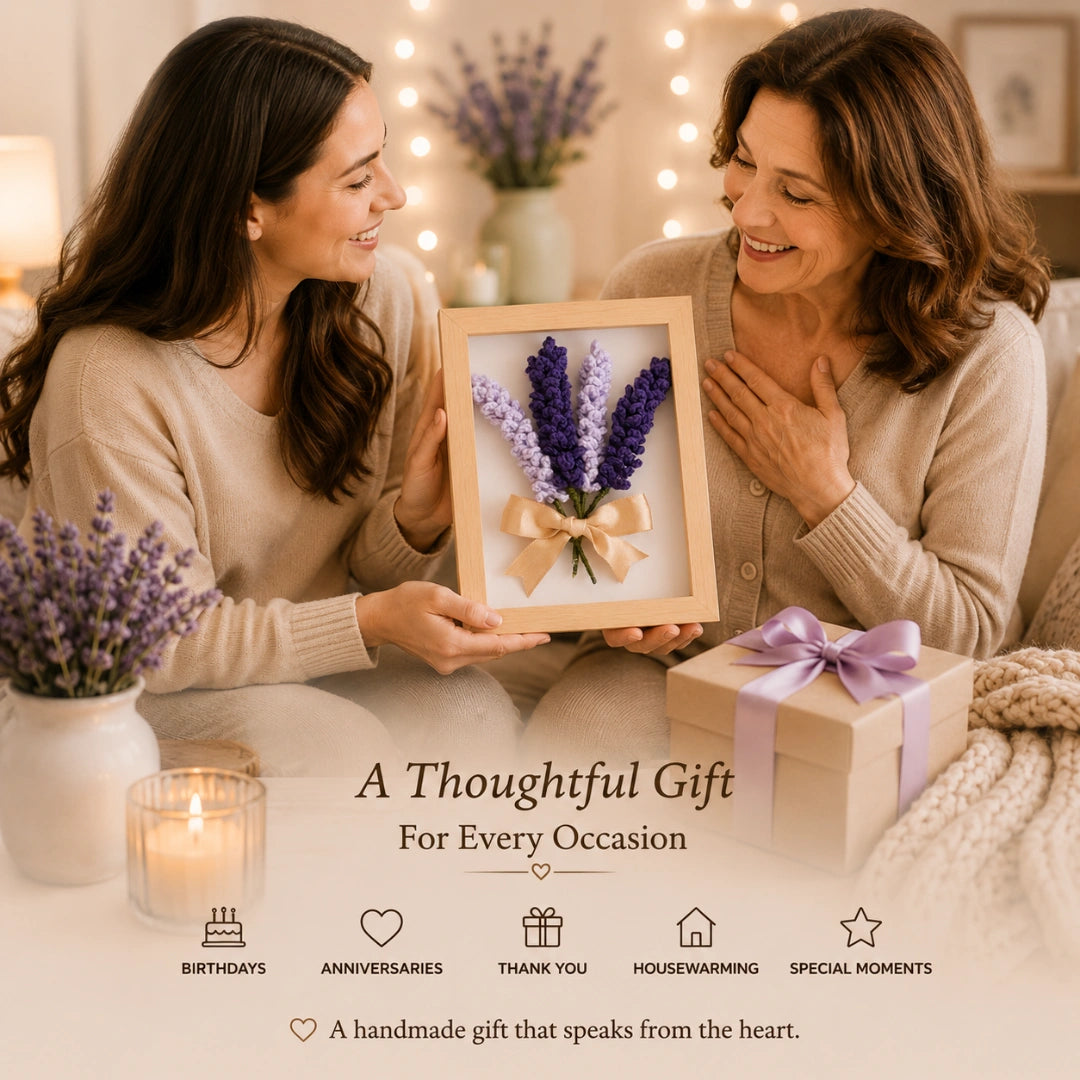 A Thoughtful Gift
For Every Occasion
BIRTHDAYS
ANNIVERSARIES
THANK YOU
HOUSEWARMING
SPECIAL MOMENTS
A handmade gift that speaks from the heart.